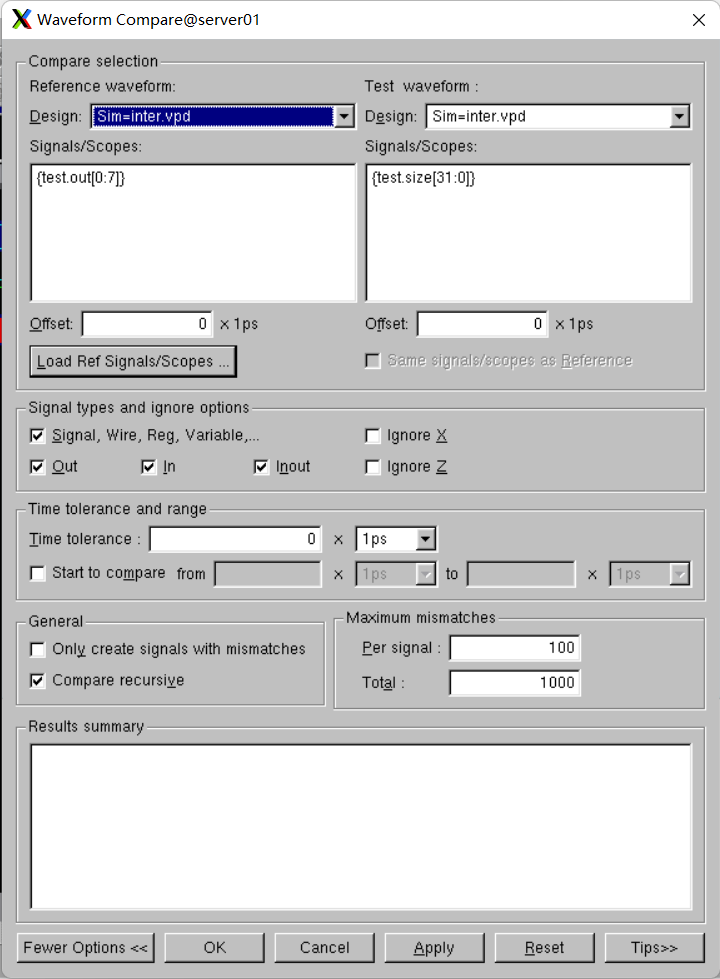 Waveform Compare@server01
Compare selection
Reference waveform: Test waveform :
Design: Sim=inter.vpd Design: Sim=inter.vpd
Signals/Scopes: Signals/Scopes:
{test.out[0:7]} {test.size[31:0]}
Offset: 0 x 1ps Offset: 0 x 1ps
Load Ref Signals/Scopes ... Same signals/scopes as Reference
Signal types and ignore options
Signal, Wire, Reg, Variable,... Ignore X
Out In Inout Ignore Z
Time tolerance and range
Time tolerance : 0 x 1ps
Start to compare from x 1ps to x 1ps
General Maximum mismatches
Only create signals with mismatches Per signal : 100
Compare recursive Total : 1000
Results summary
Fewer Options << OK Cancel Apply Reset Tips>>